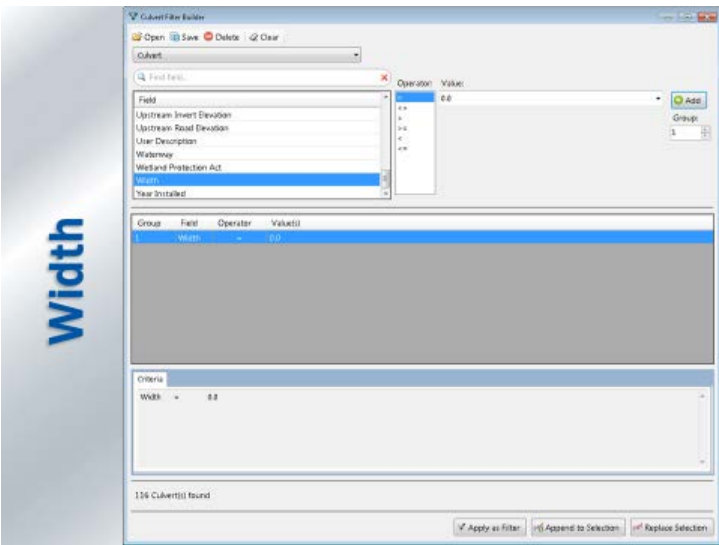 Width
Culvert Filter Builder
Open Save Delete Clear
Culvert
Find field...
Operator: Value:
Field
Upstream Invert Elevation
Upstream Road Elevation
User Description
Waterway
Wetland Protection Act
Width
Year Installed
=
<>
>
>=
<
<=
0.0
Add
Group:
1
Group Field Operator Value(s)
1 Width = 0.0
Criteria
Width = 0.0
116 Culvert(s) found
Apply as Filter Append to Selection Replace Selection